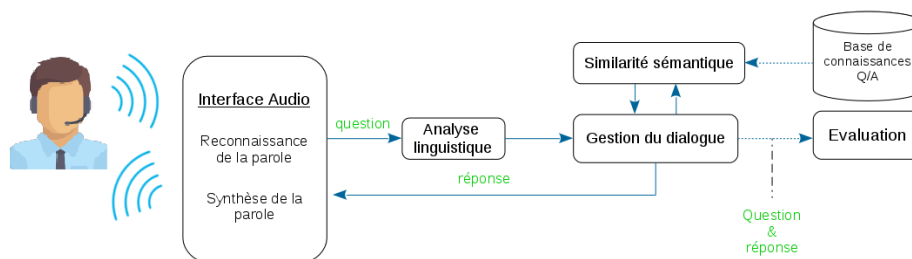 Interface Audio
Reconnaissance
de la parole
Synthèse de la
parole
question
Analyse
linguistique
réponse
Similarité sémantique
Gestion du dialogue
Base de
connaissances
Q/A
Evaluation
Question
&
réponse